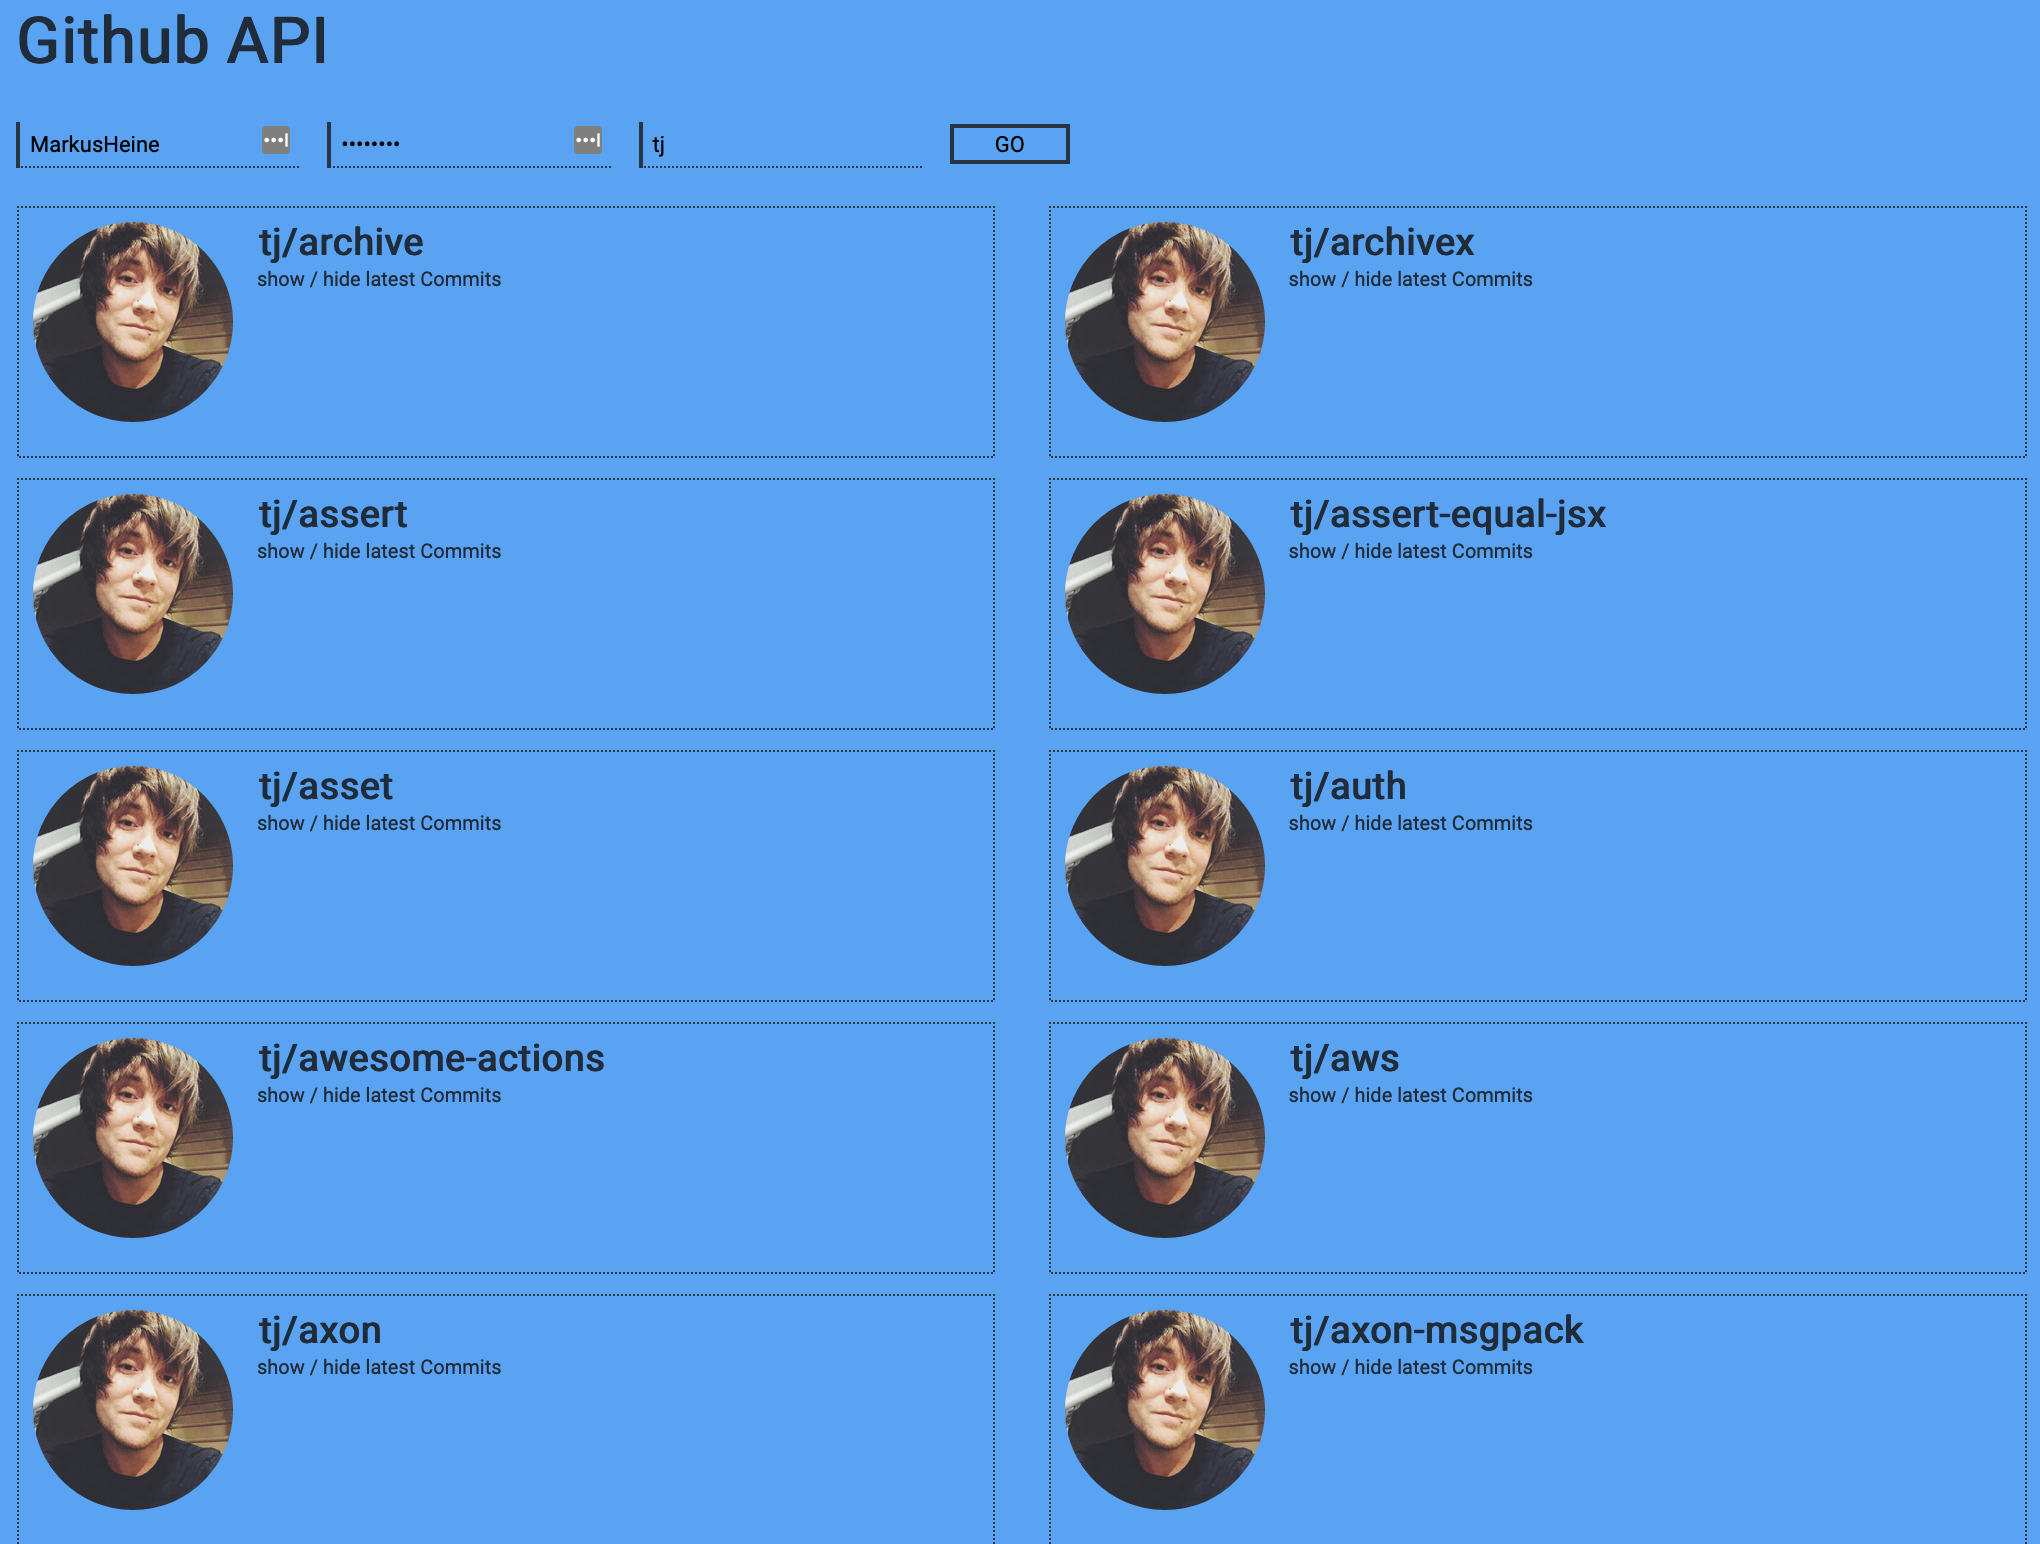 Github API
MarkusHeine •••••••• tj GO
tj/archive
show / hide latest Commits
tj/archivex
show / hide latest Commits
tj/assert
show / hide latest Commits
tj/assert-equal-jsx
show / hide latest Commits
tj/asset
show / hide latest Commits
tj/auth
show / hide latest Commits
tj/awesome-actions
show / hide latest Commits
tj/aws
show / hide latest Commits
tj/axon
show / hide latest Commits
tj/axon-msgpack
show / hide latest Commits